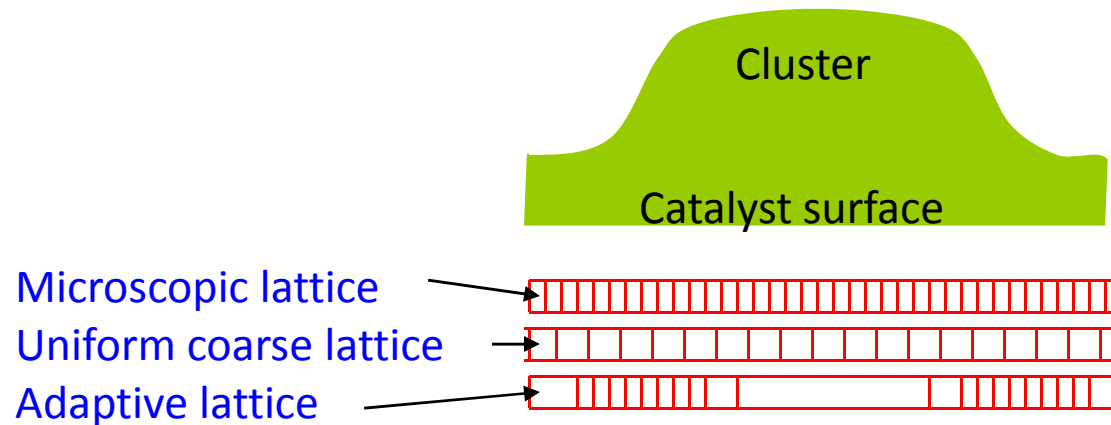 Cluster
Catalyst surface
Microscopic lattice
Uniform coarse lattice
Adaptive lattice